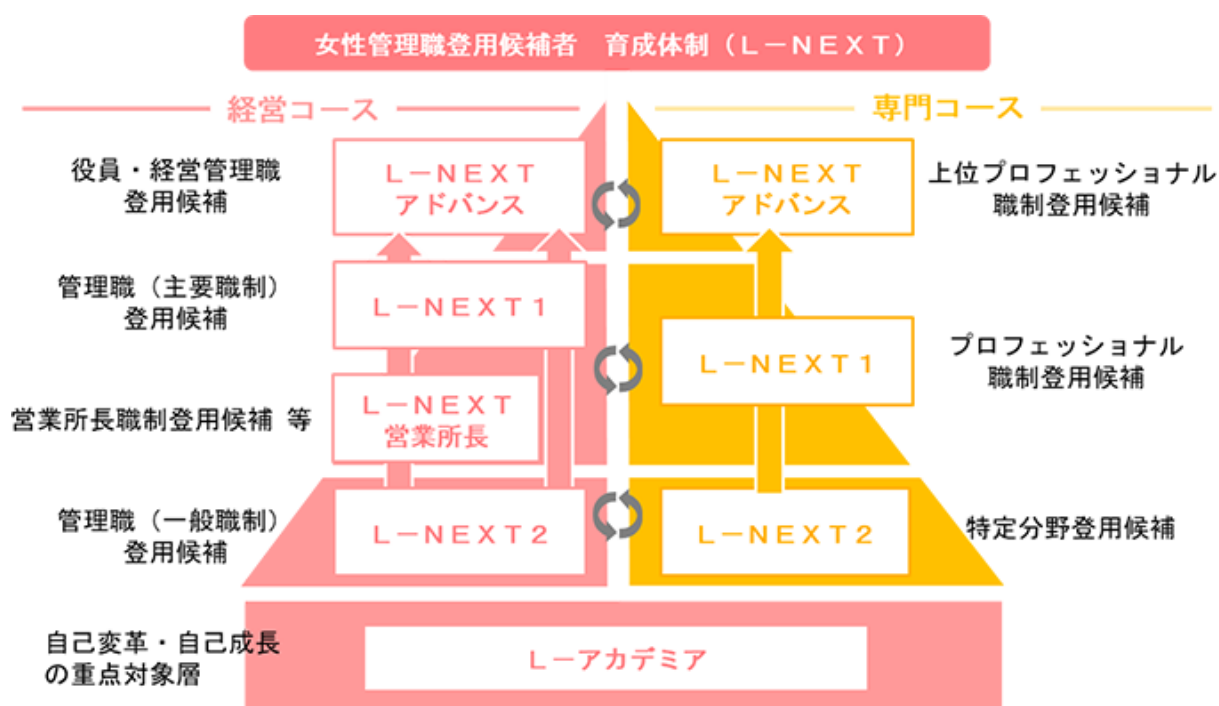 女性管理職登用候補者 育成体制（L－NEXT）
経営コース
専門コース
役員・経営管理職
登用候補
L－NEXT
アドバンス
L－NEXT
アドバンス
上位プロフェッショナル
職制登用候補
管理職（主要職制）
登用候補
L－NEXT1
L－NEXT1
プロフェッショナル
職制登用候補
営業所長職制登用候補 等
L－NEXT
営業所長
管理職（一般職制）
登用候補
L－NEXT2
L－NEXT2
特定分野登用候補
自己変革・自己成長
の重点対象層
L－アカデミア